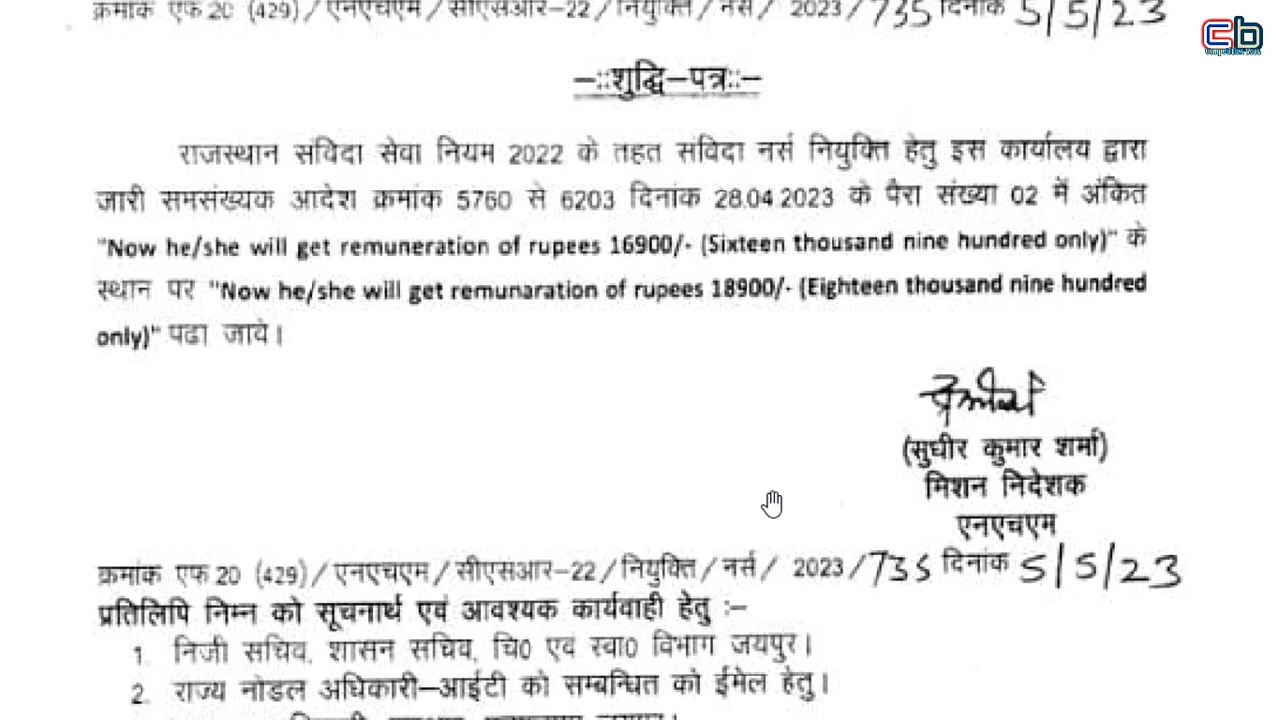 क्रमांक एफ 20 (429)/एनएचएम/सीएसआर–22/नियुक्ति/नर्स/ 2023/735 दिनांक 5/5/23
cb
–::शुद्धि–पत्र::–
राजस्थान संविदा सेवा नियम 2022 के तहत संविदा नर्स नियुक्ति हेतु इस कार्यालय द्वारा
जारी समसंख्यक आदेश क्रमांक 5760 से 6203 दिनांक 28.04.2023 के पैरा संख्या 02 में अंकित
"Now he/she will get remuneration of rupees 16900/- (Sixteen thousand nine hundred only)" के
स्थान पर "Now he/she will get remunaration of rupees 18900/- (Eighteen thousand nine hundred
only)" पढा जावे।
(सुधीर कुमार शर्मा)
मिशन निदेशक
एनएचएम
क्रमांक एफ 20 (429)/एनएचएम/सीएसआर–22/नियुक्ति/नर्स/ 2023/735 दिनांक 5/5/23
प्रतिलिपि निम्न को सूचनार्थ एवं आवश्यक कार्यवाही हेतु :–
1. निजी सचिव, शासन सचिव, चि0 एवं स्वा0 विभाग जयपुर।
2. राज्य नोडल अधिकारी–आईटी को सम्बन्धित को ईमेल हेतु।